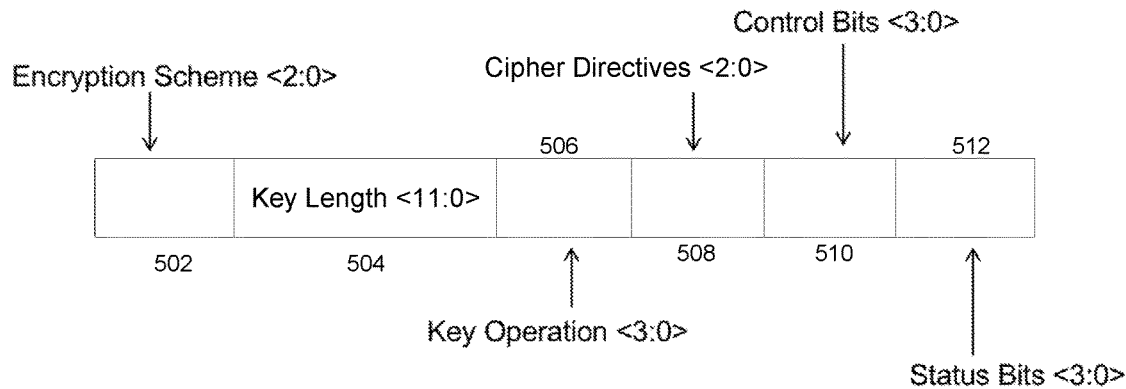 Control Bits <3:0>
Encryption Scheme <2:0>
Cipher Directives <2:0>
506
512
Key Length <11:0>
502
504
508
510
Key Operation <3:0>
Status Bits <3:0>